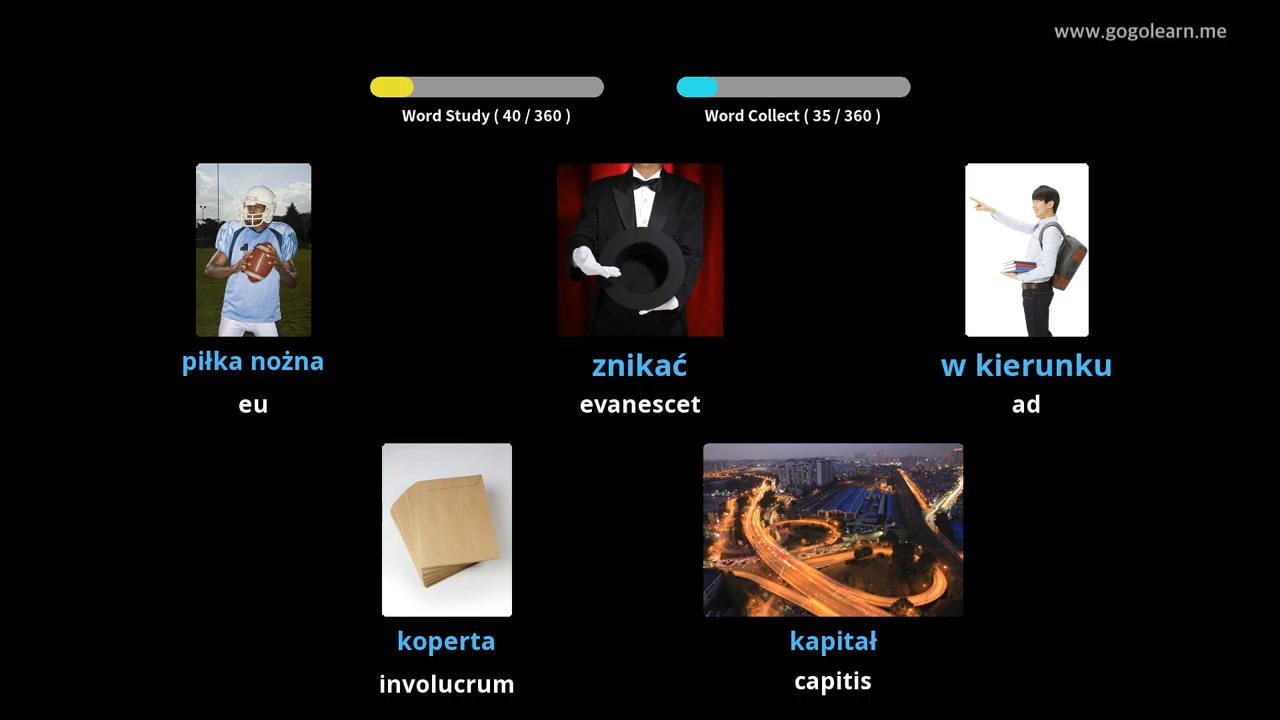 www.gogolearn.me
Word Study ( 40 / 360 )
Word Collect ( 35 / 360 )
piłka nożna
eu
znikać
evanescet
w kierunku
ad
koperta
involucrum
kapitał
capitis